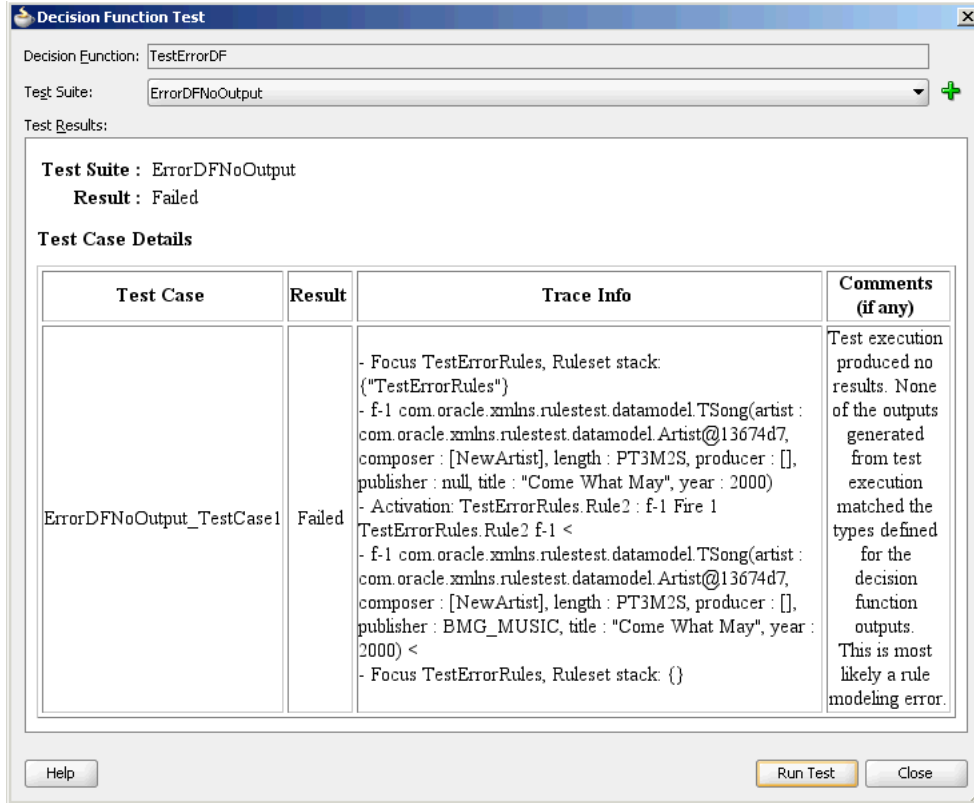 Decision Function Test
Decision Function: TestErrorDF
Test Suite: ErrorDFNoOutput
Test Results:
Test Suite : ErrorDFNoOutput
Result : Failed
Test Case Details
Test Case
Result
Trace Info
Comments
(if any)
ErrorDFNoOutput_TestCase1
Failed
- Focus TestErrorRules, Ruleset stack:
{"TestErrorRules"}
- f-1 com.oracle.xmlns.rulestest.datamodel.TSong(artist :
com.oracle.xmlns.rulestest.datamodel.Artist@13674d7,
composer : [NewArtist], length : PT3M2S, producer : [],
publisher : null, title : "Come What May", year : 2000)
- Activation: TestErrorRules.Rule2 : f-1 Fire 1
TestErrorRules.Rule2 f-1 <
- f-1 com.oracle.xmlns.rulestest.datamodel.TSong(artist :
com.oracle.xmlns.rulestest.datamodel.Artist@13674d7,
composer : [NewArtist], length : PT3M2S, producer : [],
publisher : BMG_MUSIC, title : "Come What May", year :
2000) <
- Focus TestErrorRules, Ruleset stack: {}
Test execution
produced no
results. None
of the outputs
generated
from test
execution
matched the
types defined
for the
decision
function
outputs.
This is most
likely a rule
modeling error.
Help
Run Test
Close